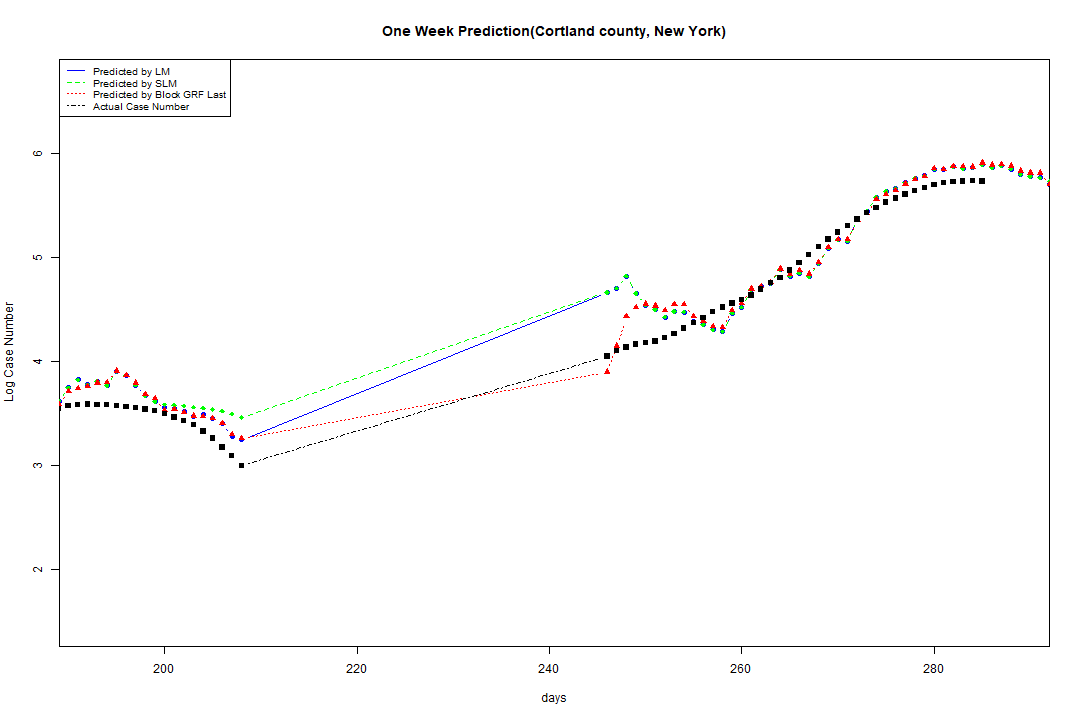 One Week Prediction(Cortland county, New York)
Predicted by LM
Predicted by SLM
Predicted by Block GRF Last
Actual Case Number
6
5
4
3
2
Log Case Number
200 220 240 260 280
days